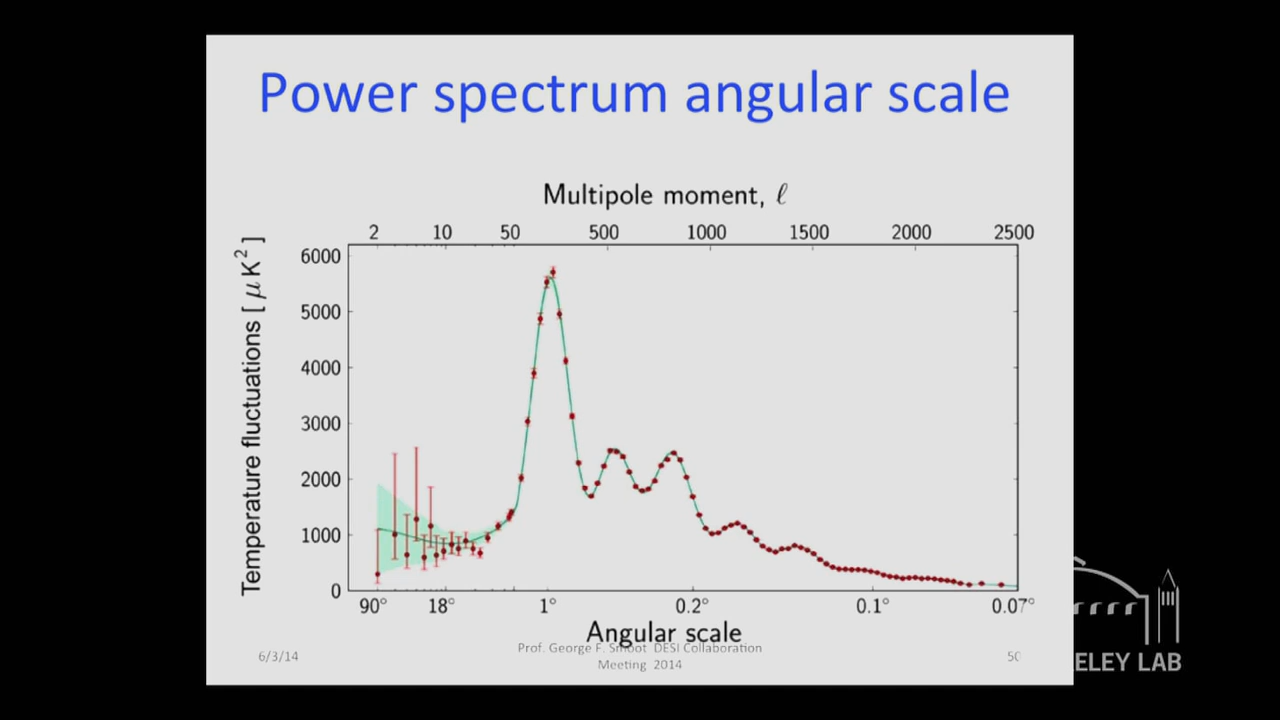 Power spectrum angular scale
Multipole moment, ℓ
2 10 50 500 1000 1500 2000 2500
Temperature fluctuations [ μ K² ]
6000
5000
4000
3000
2000
1000
0
90° 18° 1° 0.2° 0.1° 0.07°
Angular scale
6/3/14
Prof. George F. Smoot DESI Collaboration
Meeting 2014
50
ELEY LAB